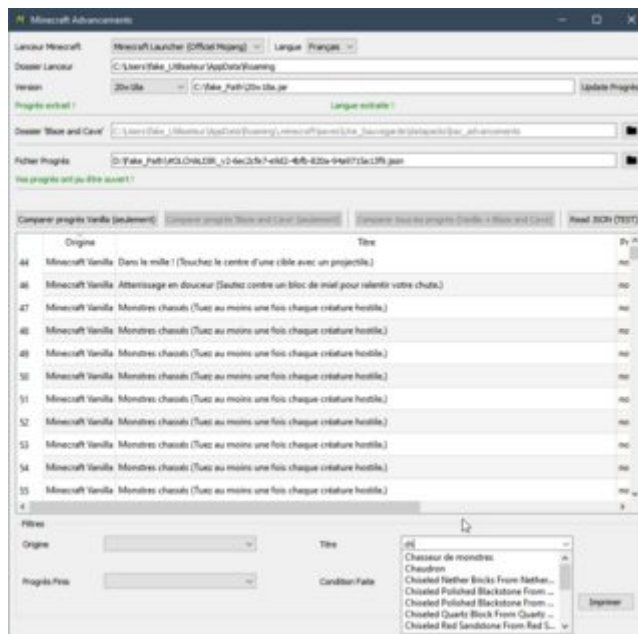 Minecraft Advancements
Lanceur Minecraft Minecraft Launcher (Officiel Mojang) Langue Français
Dossier Lanceur C:\Users\fake_Utilisateur\AppData\Roaming
Version 20w18a C:/fake_Path/20w18a.jar Update Progrès
Progrès extrait ! Langue extraite !
Dossier 'Blaze and Cave'
Fichier Progrès
Vos progrès ont pu être ouvert !
Comparer progrès Vanilla (seulement) Comparer progrès 'Blaze and Cave' (seulement) Comparer tous les progrès (Vanilla + Blaze and Cave) Read JSON (TEST)
Origine Titre Pr
44 Minecraft Vanilla Dans le mille ! (Touchez le centre d'une cible avec un projectile.) no
46 Minecraft Vanilla Atterrissage en douceur (Sautez contre un bloc de miel pour ralentir votre chute.) no
47 Minecraft Vanilla Monstres chassés (Tuez au moins une fois chaque créature hostile.) no
48 Minecraft Vanilla Monstres chassés (Tuez au moins une fois chaque créature hostile.) no
49 Minecraft Vanilla Monstres chassés (Tuez au moins une fois chaque créature hostile.) no
50 Minecraft Vanilla Monstres chassés (Tuez au moins une fois chaque créature hostile.) no
51 Minecraft Vanilla Monstres chassés (Tuez au moins une fois chaque créature hostile.) no
52 Minecraft Vanilla Monstres chassés (Tuez au moins une fois chaque créature hostile.) no
53 Minecraft Vanilla Monstres chassés (Tuez au moins une fois chaque créature hostile.) no
54 Minecraft Vanilla Monstres chassés (Tuez au moins une fois chaque créature hostile.) no
55 Minecraft Vanilla Monstres chassés (Tuez au moins une fois chaque créature hostile.) no
Filtres
Origine Titre ch
Chasseur de monstres
Chaudron
Chiseled Nether Bricks From Nether...
Progrès Finis Condition Faite
Chiseled Polished Blackstone From ...
Chiseled Polished Blackstone From ...
Chiseled Quartz Block From Quartz ...
Chiseled Red Sandstone From Red S...
Imprimer